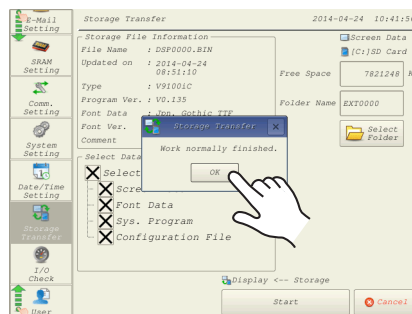 E-Mail
Setting
SRAM
Setting
Comm.
Setting
System
Setting
Date/Time
Setting
Storage
Transfer
I/O
Check
User
Storage Transfer
2014-04-24 10:41:5
Storage File Information
File Name : DSP0000.BIN
Updated on : 2014-04-24
08:51:10
Type : V9100iC
Program Ver. : V0.135
Font Data : Jpn. Gothic TTF
Font Ver.
Comment
Screen Data
[C:]SD Card
Free Space 7821248 K
Folder Name EXT0000
Select
Folder
Storage Transfer
Work normally finished.
OK
Select Data
Select
Scre
Font Data
Sys. Program
Configuration File
Display <-- Storage
Start
Cancel